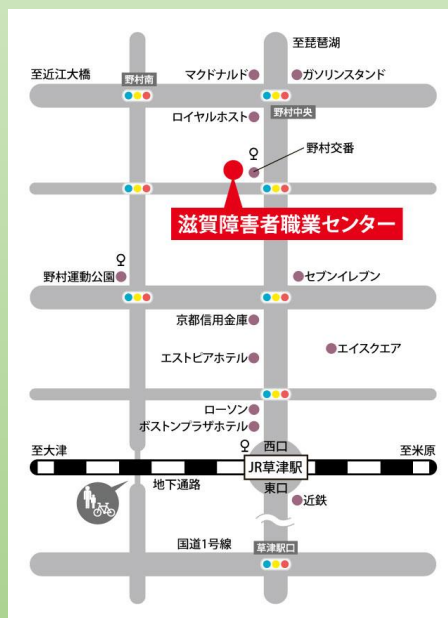 至琵琶湖
至近江大橋
野村南
マクドナルド
ガソリンスタンド
ロイヤルホスト
野村中央
野村交番
滋賀障害者職業センター
野村運動公園
セブンイレブン
京都信用金庫
エイスクエア
エストピアホテル
ローソン
ボストンプラザホテル
至大津
西口
至米原
JR草津駅
地下通路
東口
近鉄
国道1号線
草津駅口